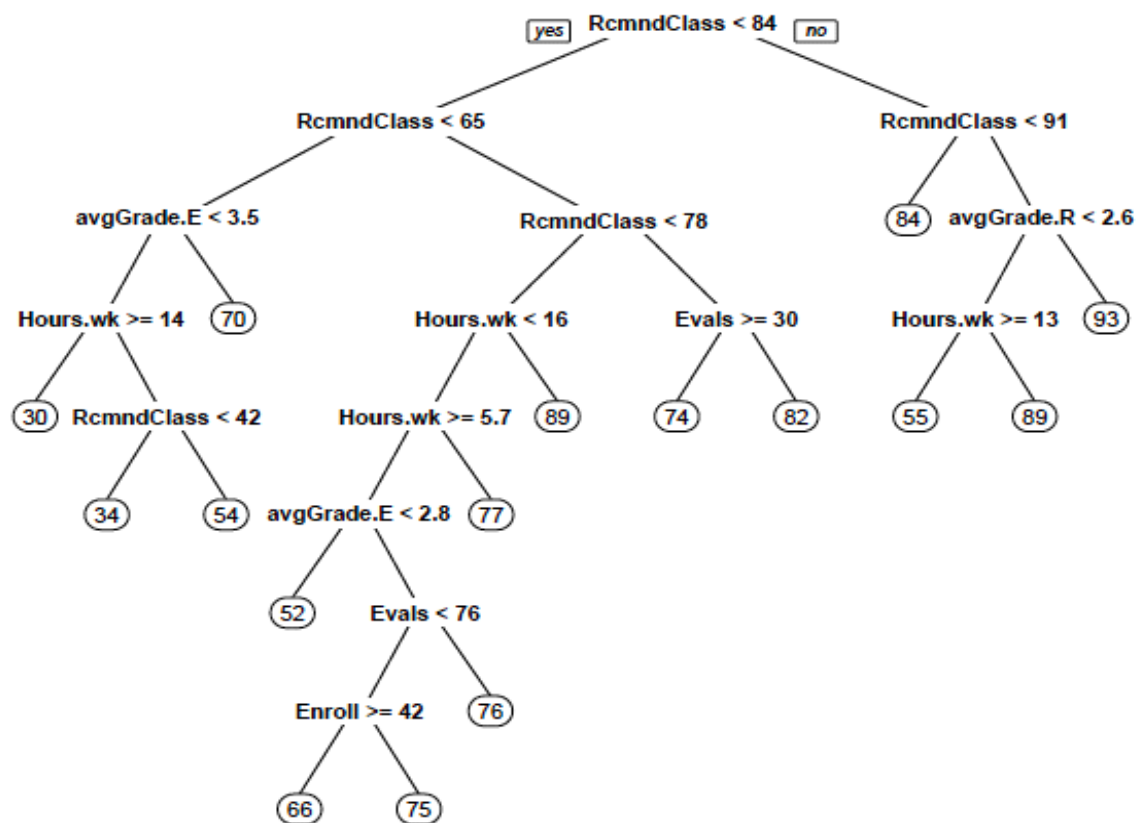 yes RcmndClass < 84 no
RcmndClass < 65 RcmndClass < 91
avgGrade.E < 3.5 RcmndClass < 78 84 avgGrade.R < 2.6
Hours.wk >= 14 70 Hours.wk < 16 Evals >= 30 Hours.wk >= 13 93
30 RcmndClass < 42 Hours.wk >= 5.7 89 74 82 55 89
34 54 avgGrade.E < 2.8 77
52 Evals < 76
Enroll >= 42 76
66 75